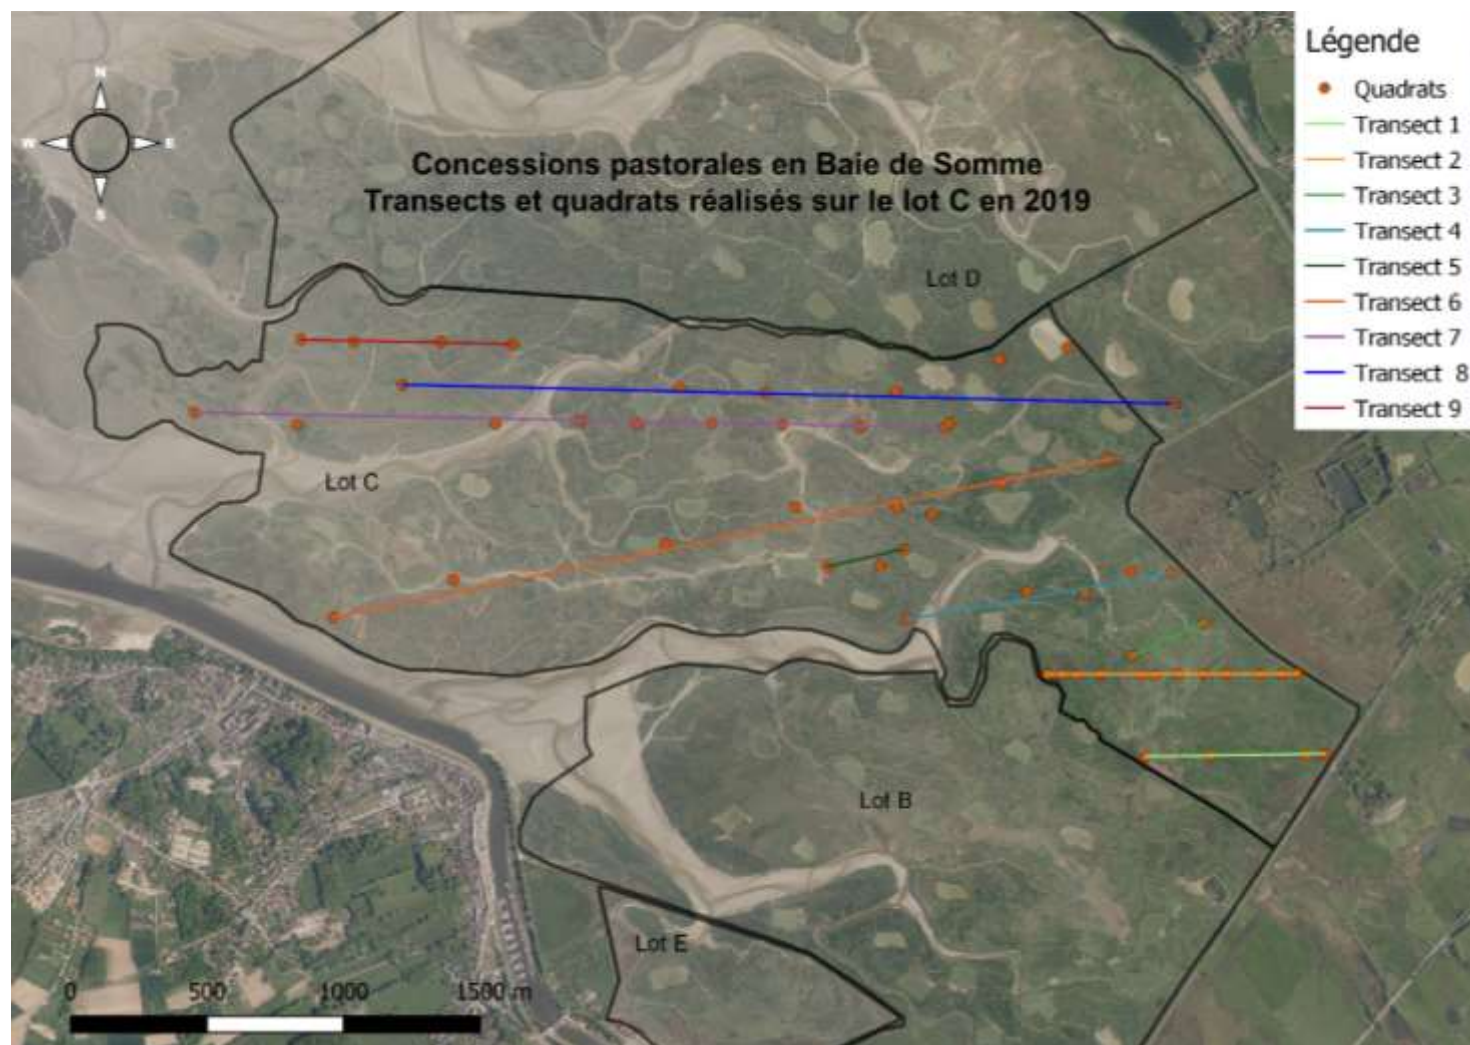 Légende
Quadrats
Transect 1
Transect 2
Transect 3
Transect 4
Transect 5
Transect 6
Transect 7
Transect 8
Transect 9
N
W
E
S
Concessions pastorales en Baie de Somme
Transects et quadrats réalisés sur le lot C en 2019
Lot D
Lot C
Lot B
Lot E
0 500 1000 1500 m